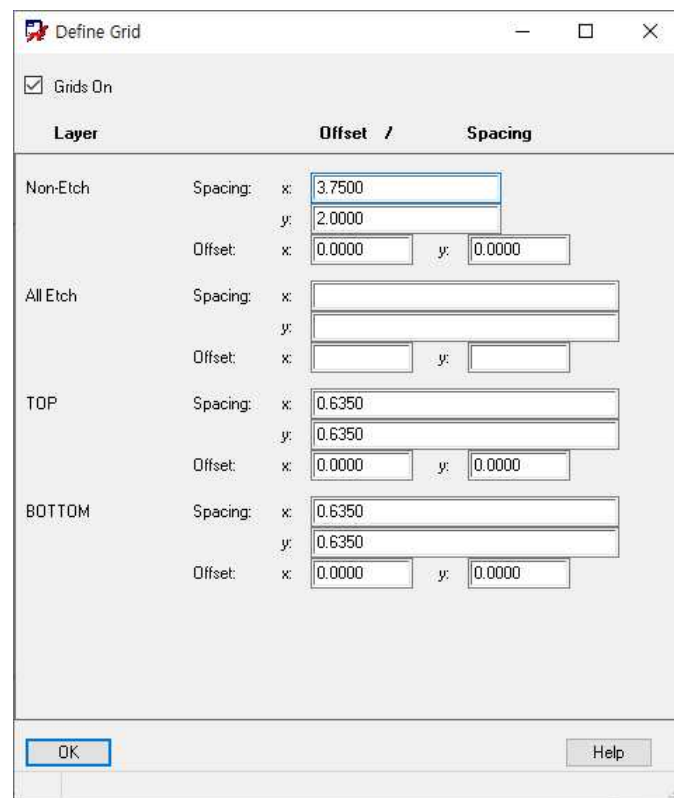 Define Grid
Grids On
Layer Offset / Spacing
Non-Etch Spacing: x: 3.7500
y: 2.0000
Offset: x: 0.0000 y: 0.0000
All Etch Spacing: x:
y:
Offset: x: y:
TOP Spacing: x: 0.6350
y: 0.6350
Offset: x: 0.0000 y: 0.0000
BOTTOM Spacing: x: 0.6350
y: 0.6350
Offset: x: 0.0000 y: 0.0000
OK Help